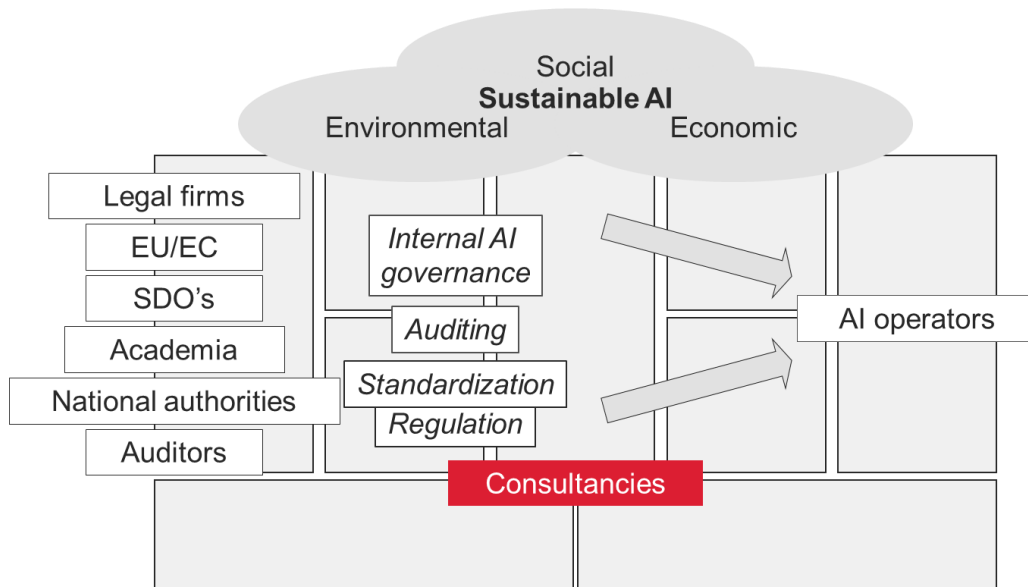 Social
Sustainable AI
Environmental
Economic
Legal firms
EU/EC
SDO’s
Academia
National authorities
Auditors
Internal AI
governance
Auditing
Standardization
Regulation
Consultancies
AI operators